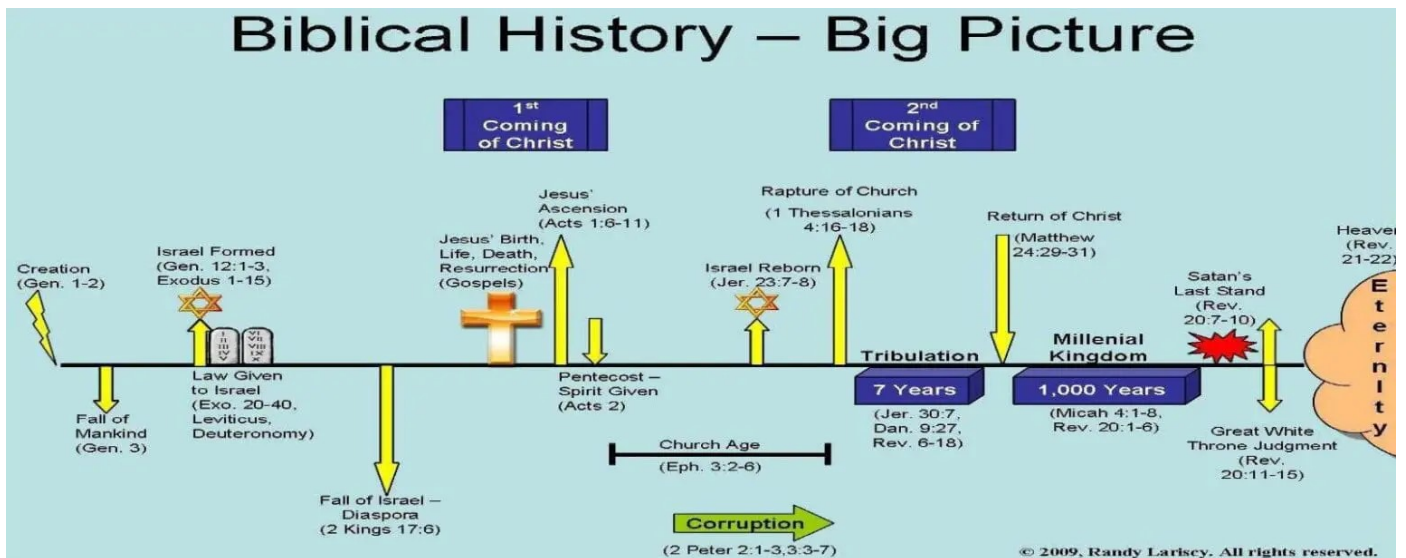 Biblical History – Big Picture
1st
Coming
of Christ
2nd
Coming of
Christ
Creation
(Gen. 1-2)
Fall of
Mankind
(Gen. 3)
Israel Formed
(Gen. 12:1-3,
Exodus 1-15)
I
II
III
IV
V
VI
VII
VIII
IX
X
Law Given
to Israel
(Exo. 20-40,
Leviticus,
Deuteronomy)
Fall of Israel –
Diaspora
(2 Kings 17:6)
Jesus' Birth,
Life, Death,
Resurrection
(Gospels)
Jesus'
Ascension
(Acts 1:6-11)
Pentecost –
Spirit Given
(Acts 2)
Church Age
(Eph. 3:2-6)
Corruption
(2 Peter 2:1-3,3:3-7)
Israel Reborn
(Jer. 23:7-8)
Rapture of Church
(1 Thessalonians
4:16-18)
Tribulation
7 Years
(Jer. 30:7,
Dan. 9:27,
Rev. 6-18)
Return of Christ
(Matthew
24:29-31)
Millenial
Kingdom
1,000 Years
(Micah 4:1-8,
Rev. 20:1-6)
Satan's
Last Stand
(Rev.
20:7-10)
Great White
Throne Judgment
(Rev.
20:11-15)
Heaven
(Rev.
21-22)
EternIty
© 2009, Randy Lariscy. All rights reserved.